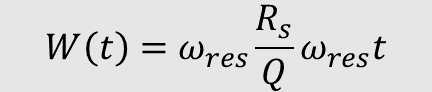 W(t) = ω_res R_s/Q ω_res t